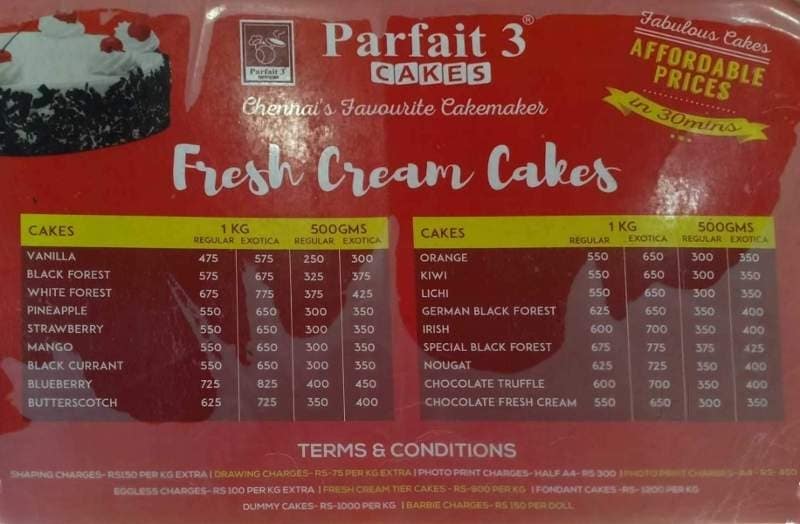 Parfait 3
Parfait 3®
CAKES
Chennai's Favourite Cakemaker
Fabulous Cakes
AFFORDABLE
PRICES
in 30mins
Fresh Cream Cakes
CAKES 1 KG 500GMS
REGULAR EXOTICA REGULAR EXOTICA
VANILLA 475 575 250 300
BLACK FOREST 575 675 325 375
WHITE FOREST 675 775 375 425
PINEAPPLE 550 650 300 350
STRAWBERRY 550 650 300 350
MANGO 550 650 300 350
BLACK CURRANT 550 650 300 350
BLUEBERRY 725 825 400 450
BUTTERSCOTCH 625 725 350 400
CAKES 1 KG 500GMS
REGULAR EXOTICA REGULAR EXOTICA
ORANGE 550 650 300 350
KIWI 550 650 300 350
LICHI 550 650 300 350
GERMAN BLACK FOREST 625 650 350 400
IRISH 600 700 350 400
SPECIAL BLACK FOREST 675 775 375 425
NOUGAT 625 725 350 400
CHOCOLATE TRUFFLE 600 700 350 400
CHOCOLATE FRESH CREAM 550 650 300 350
TERMS & CONDITIONS
SHAPING CHARGES- RS150 PER KG EXTRA | DRAWING CHARGES- RS-75 PER KG EXTRA | PHOTO PRINT CHARGES- HALF A4- RS 300 | PHOTO PRINT CHARGES- A4 - RS- 450
EGGLESS CHARGES- RS 100 PER KG EXTRA | FRESH CREAM TIER CAKES - RS-900 PER KG | FONDANT CAKES -RS- 1200 PER KG
DUMMY CAKES- RS-1000 PER KG | BARBIE CHARGES- RS 150 PER DOLL